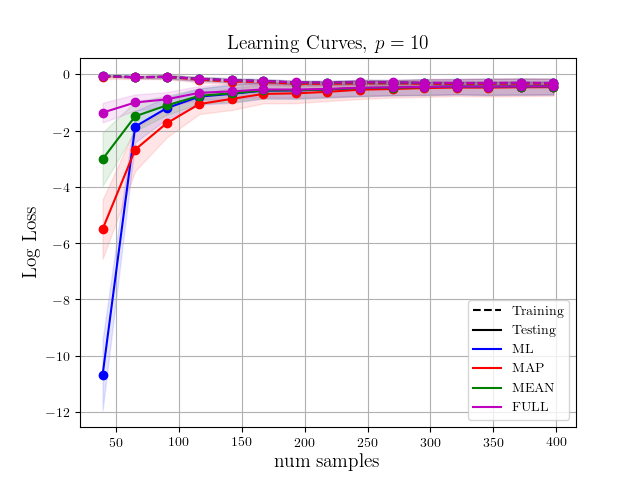 Learning Curves, p = 10
Log Loss
0
−2
−4
−6
−8
−10
−12
50
100
150
200
250
300
350
400
num samples
Training
Testing
ML
MAP
MEAN
FULL